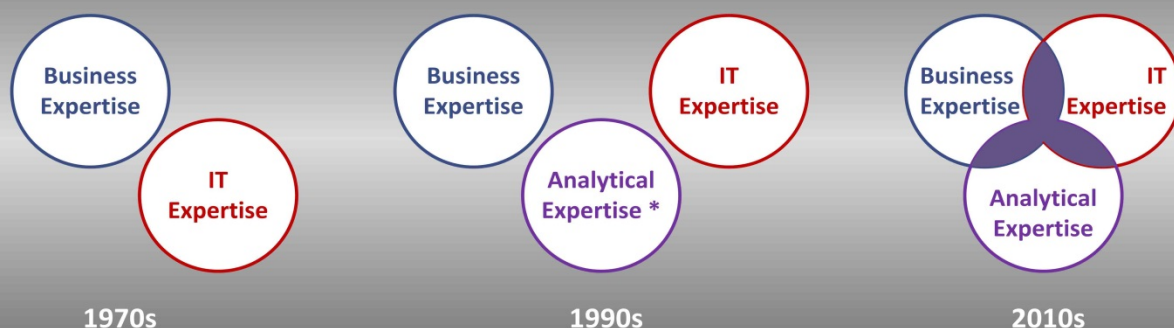 Business
Expertise
IT
Expertise
1970s
Business
Expertise
IT
Expertise
Analytical
Expertise *
1990s
Business
Expertise
IT
Expertise
Analytical
Expertise
2010s